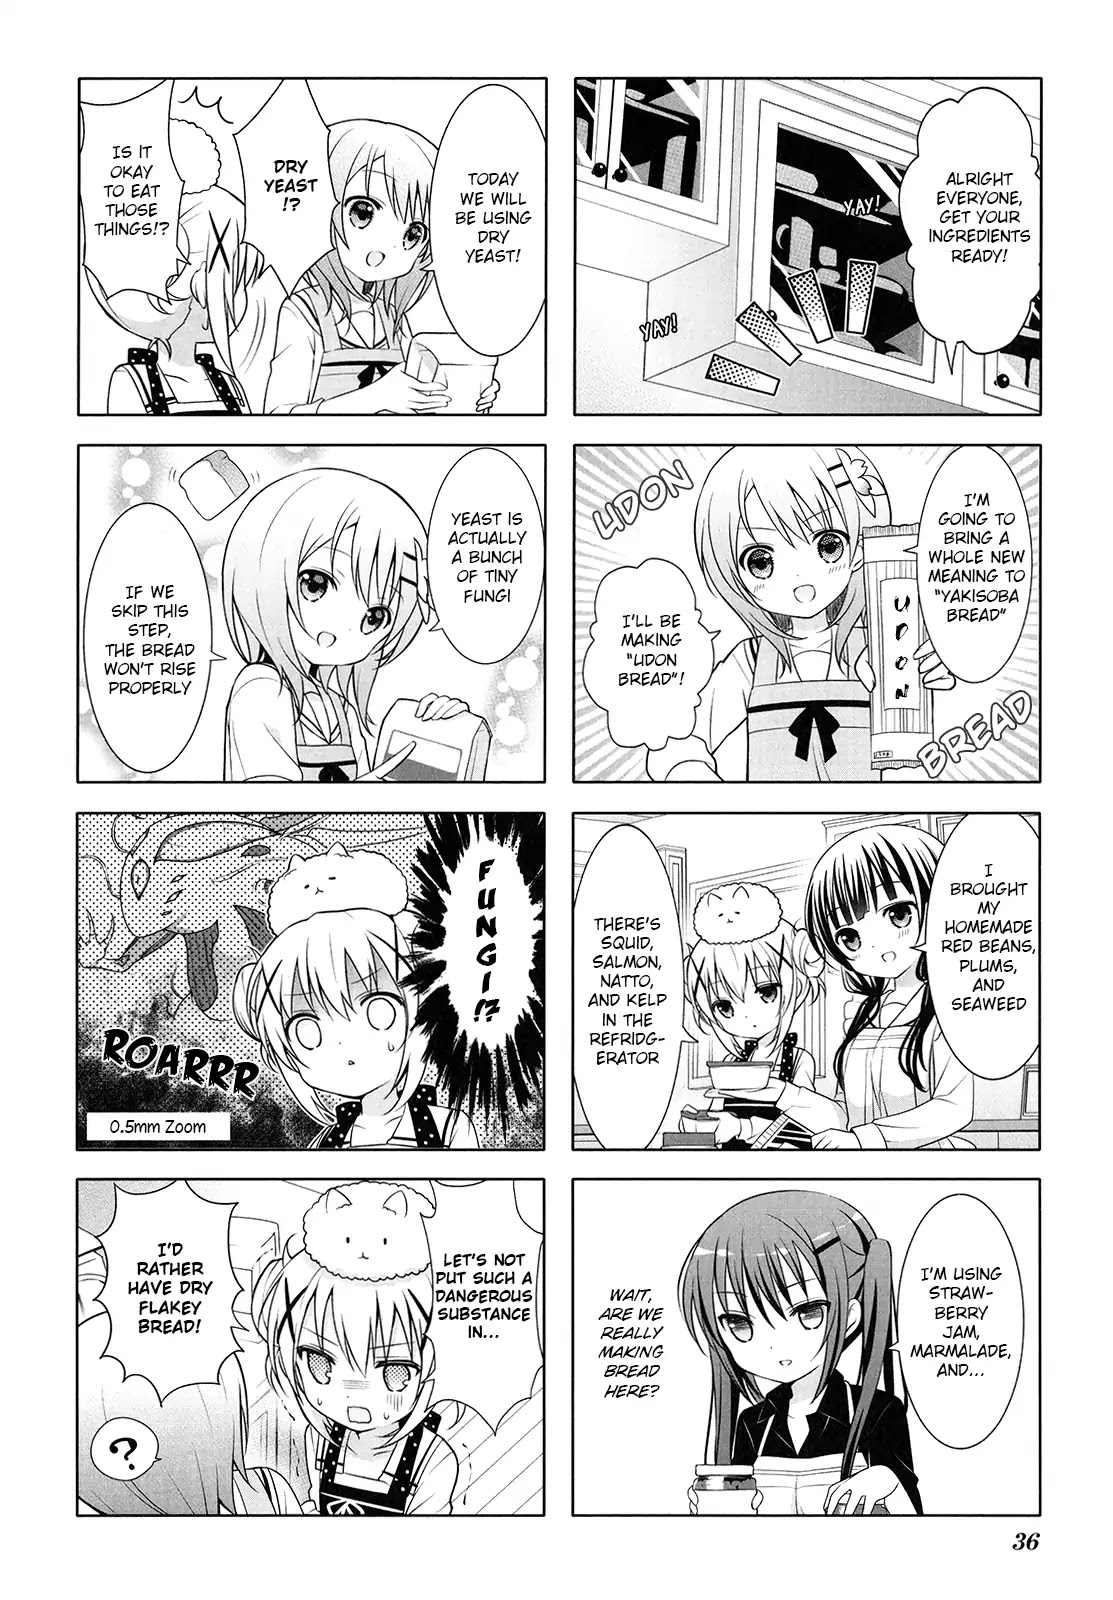 ALRIGHT
EVERYONE,
GET YOUR
INGREDIENTS
READY!
YAY!
YAY!
I'M
GOING TO
BRING A
WHOLE NEW
MEANING TO
"YAKISOBA
BREAD"
UDON
UDON
I'LL BE
MAKING
"UDON
BREAD"!
BREAD
I
BROUGHT
MY
HOMEMADE
RED BEANS,
PLUMS,
AND
SEAWEED
THERE'S
SQUID,
SALMON,
NATTO,
AND KELP
IN THE
REFRIDG-
ERATOR
I'M USING
STRAW-
BERRY
JAM,
MARMALADE,
AND...
WAIT,
ARE WE
REALLY
MAKING
BREAD
HERE?
TODAY
WE WILL
BE USING
DRY
YEAST!
DRY
YEAST
!?
IS IT
OKAY
TO EAT
THOSE
THINGS!?
YEAST IS
ACTUALLY
A BUNCH
OF TINY
FUNGI
IF WE
SKIP THIS
STEP,
THE BREAD
WON'T RISE
PROPERLY
FUNGI!?
ROARRR
0.5mm Zoom
LET'S NOT
PUT SUCH A
DANGEROUS
SUBSTANCE
IN...
I'D
RATHER
HAVE DRY
FLAKEY
BREAD!
?
36